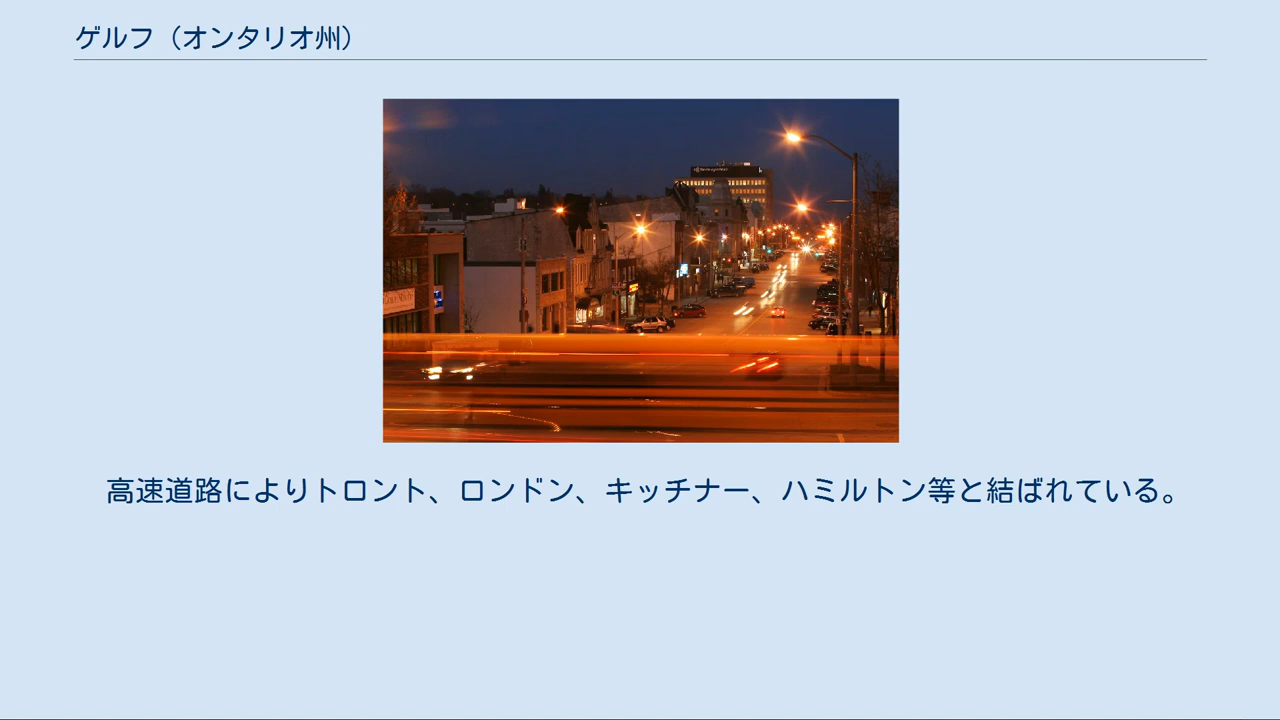 ゲルフ（オンタリオ州）
高速道路によりトロント、ロンドン、キッチナー、ハミルトン等と結ばれている。